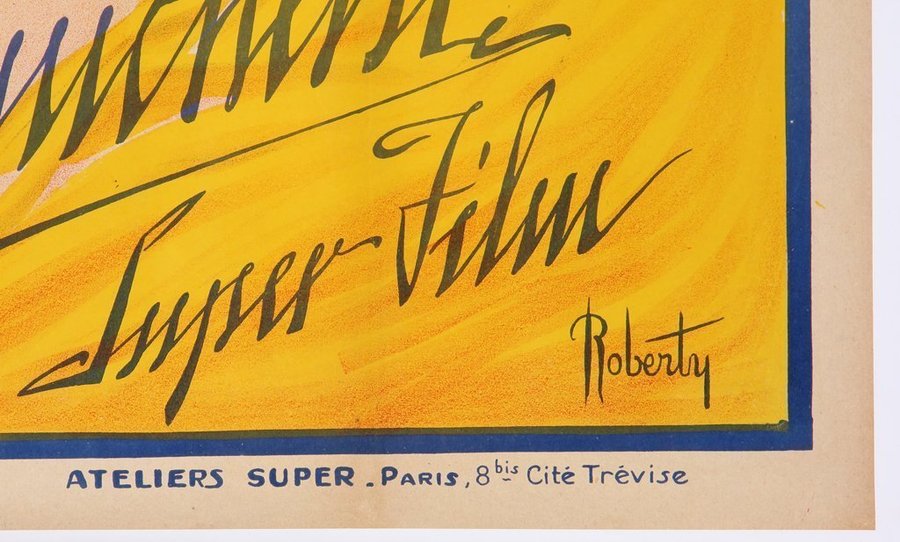 Super Film
Roberty
ATELIERS SUPER . PARIS, 8bis Cité Trévise